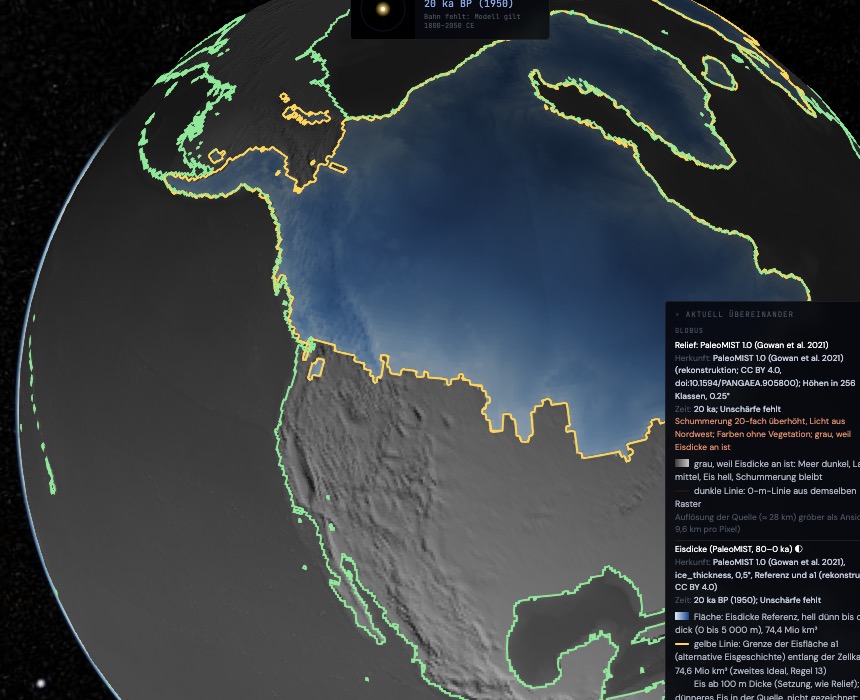 20 ka BP (1950)
Bahn fehlt: Modell gilt
1800–2050 CE
AKTUELL ÜBEREINANDER
GLOBUS
Relief: PaleoMIST 1.0 (Gowan et al. 2021)
Herkunft: PaleoMIST 1.0 (Gowan et al. 2021)
(rekonstruktion; CC BY 4.0,
doi:10.1594/PANGAEA.905800); Höhen in 256
Klassen, 0.25°
Zeit: 20 ka; Unschärfe fehlt
Schummerung 20-fach überhöht, Licht aus
Nordwest; Farben ohne Vegetation; grau, weil
Eisdicke an ist
grau, weil Eisdicke an ist: Meer dunkel, La
mittel, Eis hell, Schummerung bleibt
dunkle Linie: 0-m-Linie aus demselben
Raster
Auflösung der Quelle (≈ 28 km) gröber als Ansic
9,6 km pro Pixel)
Eisdicke (PaleoMIST, 80–0 ka)
Herkunft: PaleoMIST 1.0 (Gowan et al. 2021),
ice_thickness, 0,5°, Referenz und a1 (rekonstru
CC BY 4.0)
Zeit: 20 ka BP (1950); Unschärfe fehlt
Fläche: Eisdicke Referenz, hell dünn bis d
dick (0 bis 5 000 m), 74,4 Mio km³
gelbe Linie: Grenze der Eisfläche a1
(alternative Eisgeschichte) entlang der Zellka
74,6 Mio km³ (zweites Ideal, Regel 13)
Eis ab 100 m Dicke (Setzung, wie Relief);
dünneres Eis in der Quelle nicht gezeichnet